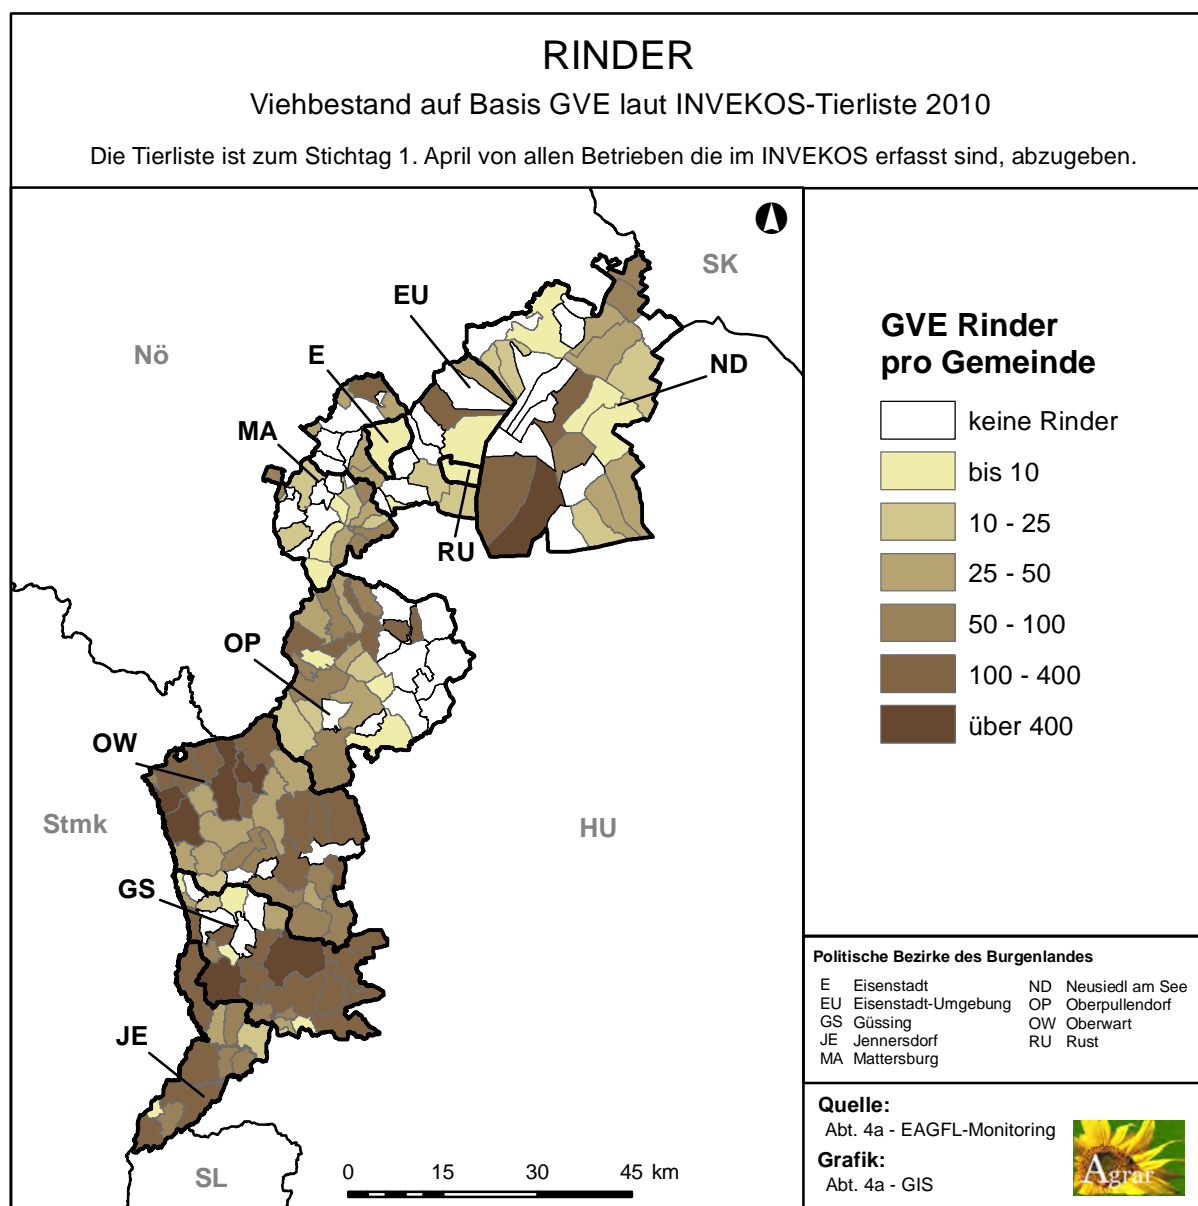 RINDER
Viehbestand auf Basis GVE laut INVEKOS-Tierliste 2010
Die Tierliste ist zum Stichtag 1. April von allen Betrieben die im INVEKOS erfasst sind, abzugeben.
SK
EU
Nö
E
ND
MA
RU
OP
OW
Stmk
HU
GS
JE
SL
0 15 30 45 km
GVE Rinder
pro Gemeinde
keine Rinder
bis 10
10 - 25
25 - 50
50 - 100
100 - 400
über 400
Politische Bezirke des Burgenlandes
E Eisenstadt
EU Eisenstadt-Umgebung
GS Güssing
JE Jennersdorf
MA Mattersburg
ND Neusiedl am See
OP Oberpullendorf
OW Oberwart
RU Rust
Quelle:
Abt. 4a - EAGFL-Monitoring
Grafik:
Abt. 4a - GIS
Agrar